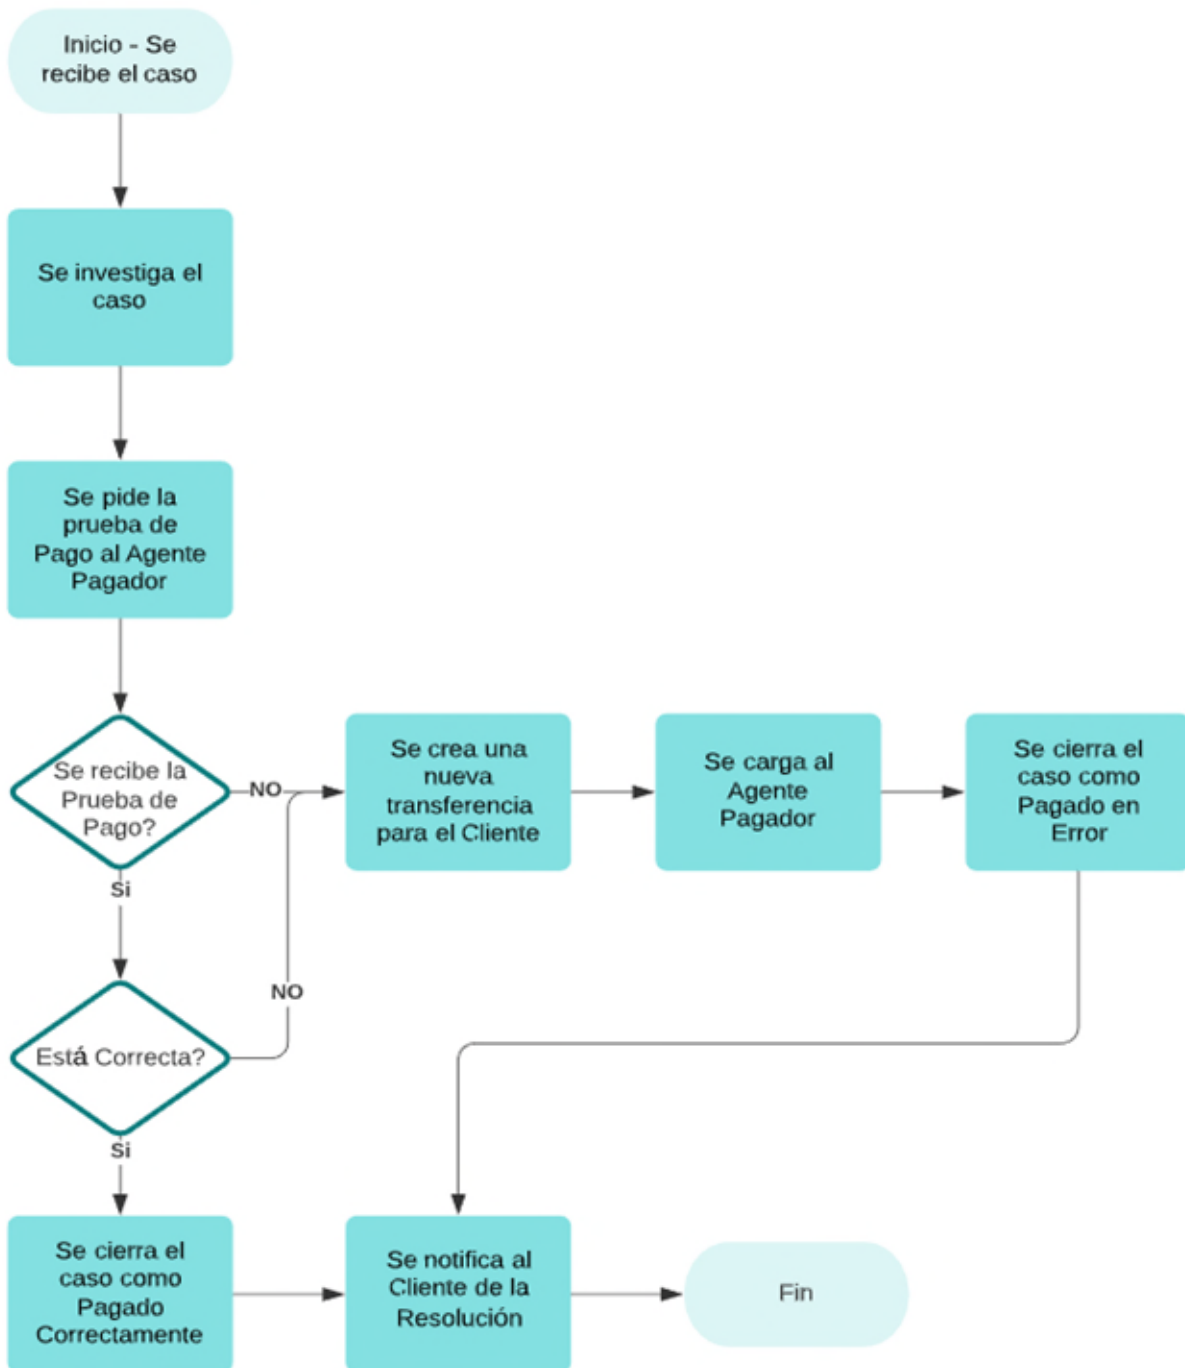 Inicio - Se
recibe el caso
Se investiga el
caso
Se pide la
prueba de
Pago al Agente
Pagador
Se recibe la
Prueba de
Pago?
NO
Se crea una
nueva
transferencia
para el Cliente
Se carga al
Agente
Pagador
Se cierra el
caso como
Pagado en
Error
Si
NO
Está Correcta?
Si
Se cierra el
caso como
Pagado
Correctamente
Se notifica al
Cliente de la
Resolución
Fin